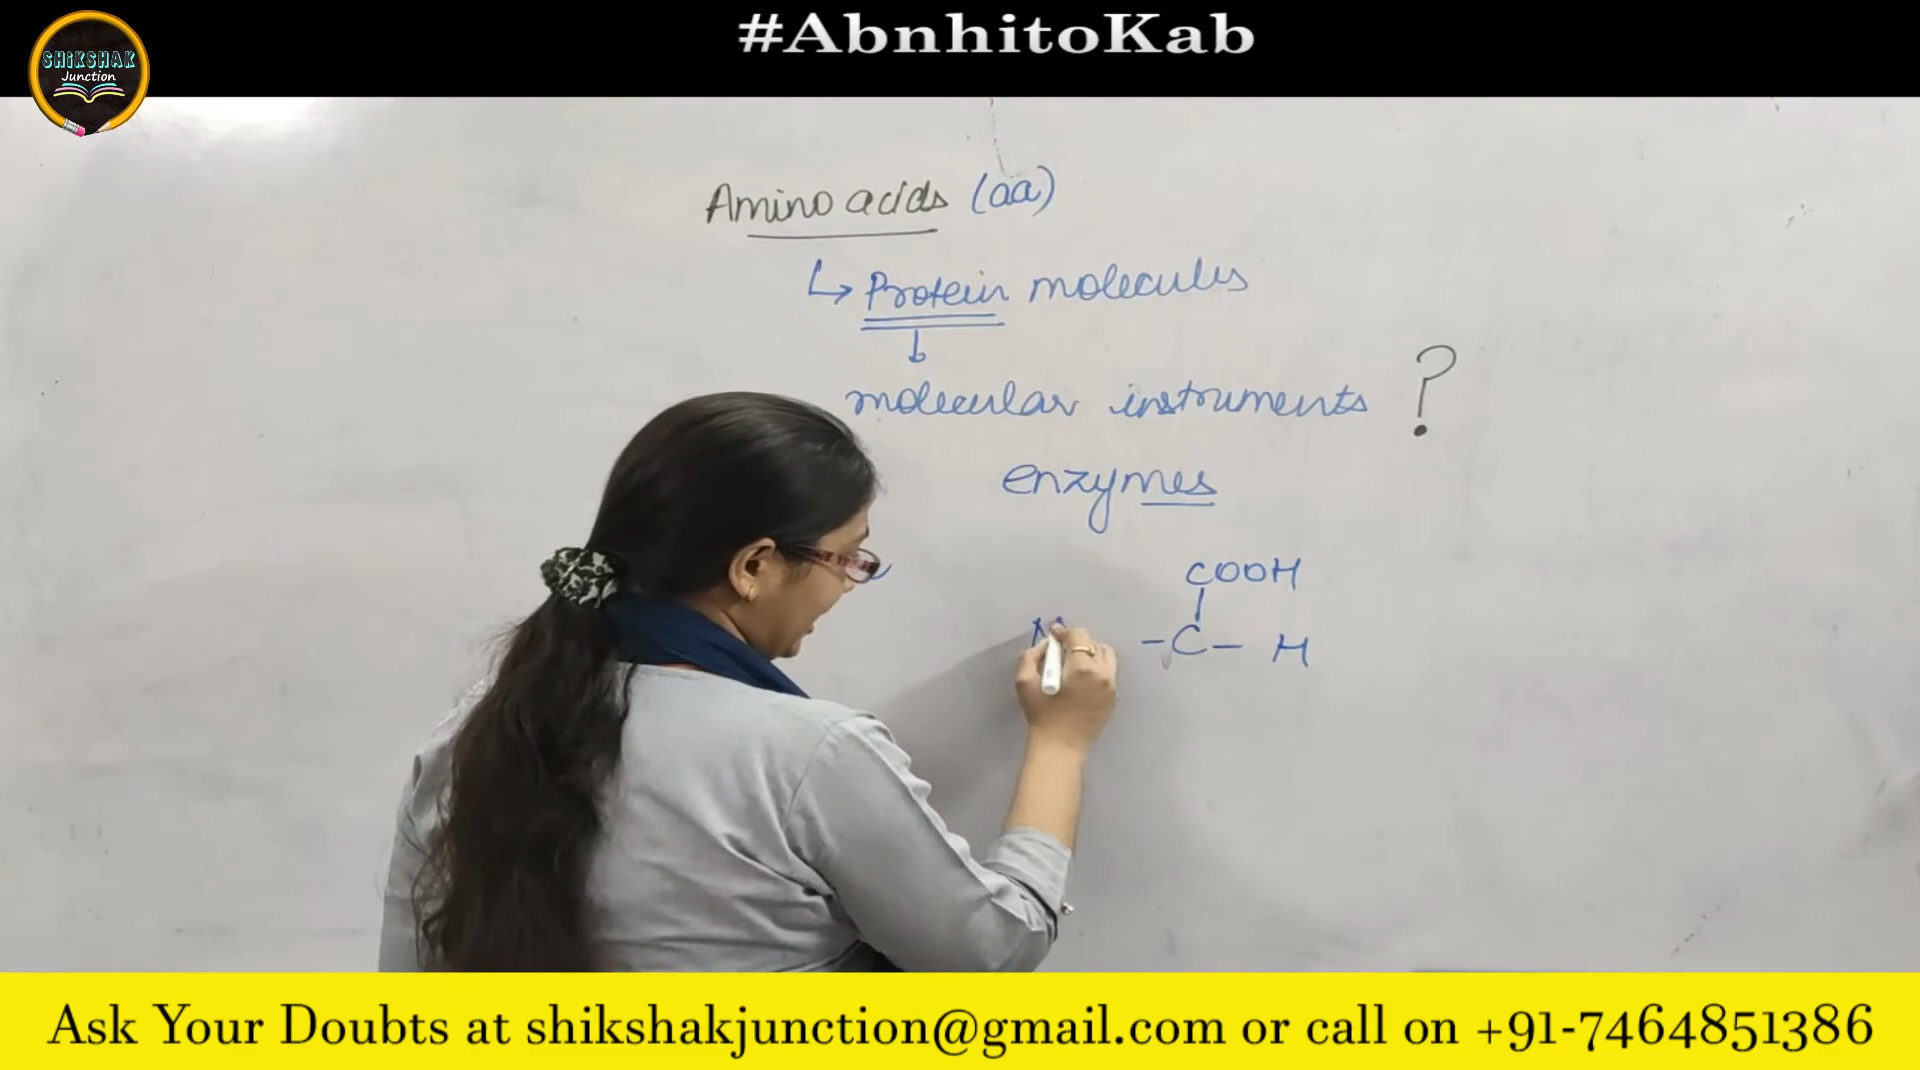 #AbnhitoKab
SHiKSHAK
Junction
Amino acids (aa)
↳ Protein molecules
molecular instruments ?
enzymes
COOH
-C- H
Ask Your Doubts at shikshakjunction@gmail.com or call on +91-7464851386